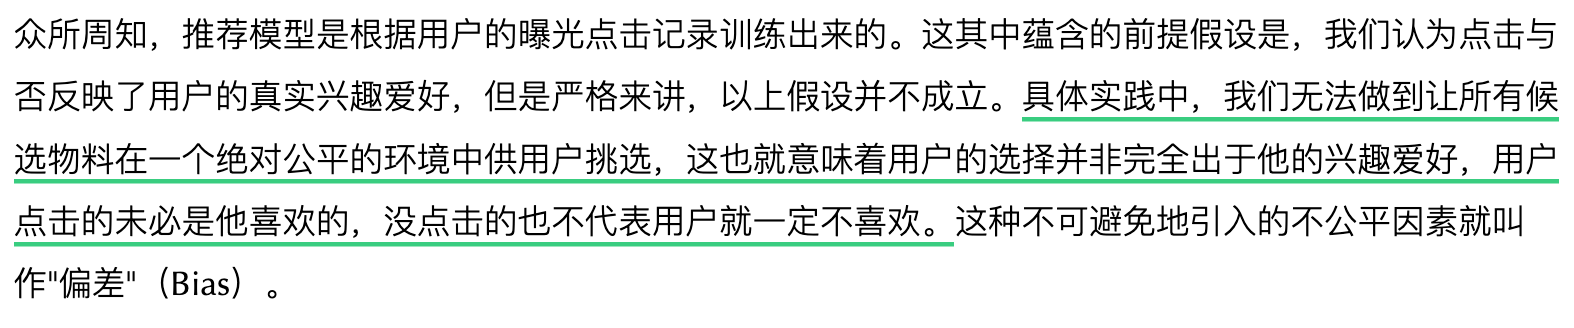 众所周知，推荐模型是根据用户的曝光点击记录训练出来的。这其中蕴含的前提假设是，我们认为点击与
否反映了用户的真实兴趣爱好，但是严格来讲，以上假设并不成立。具体实践中，我们无法做到让所有候
选物料在一个绝对公平的环境中供用户挑选，这也就意味着用户的选择并非完全出于他的兴趣爱好，用户
点击的未必是他喜欢的，没点击的也不代表用户就一定不喜欢。这种不可避免地引入的不公平因素就叫
作"偏差"（Bias）。